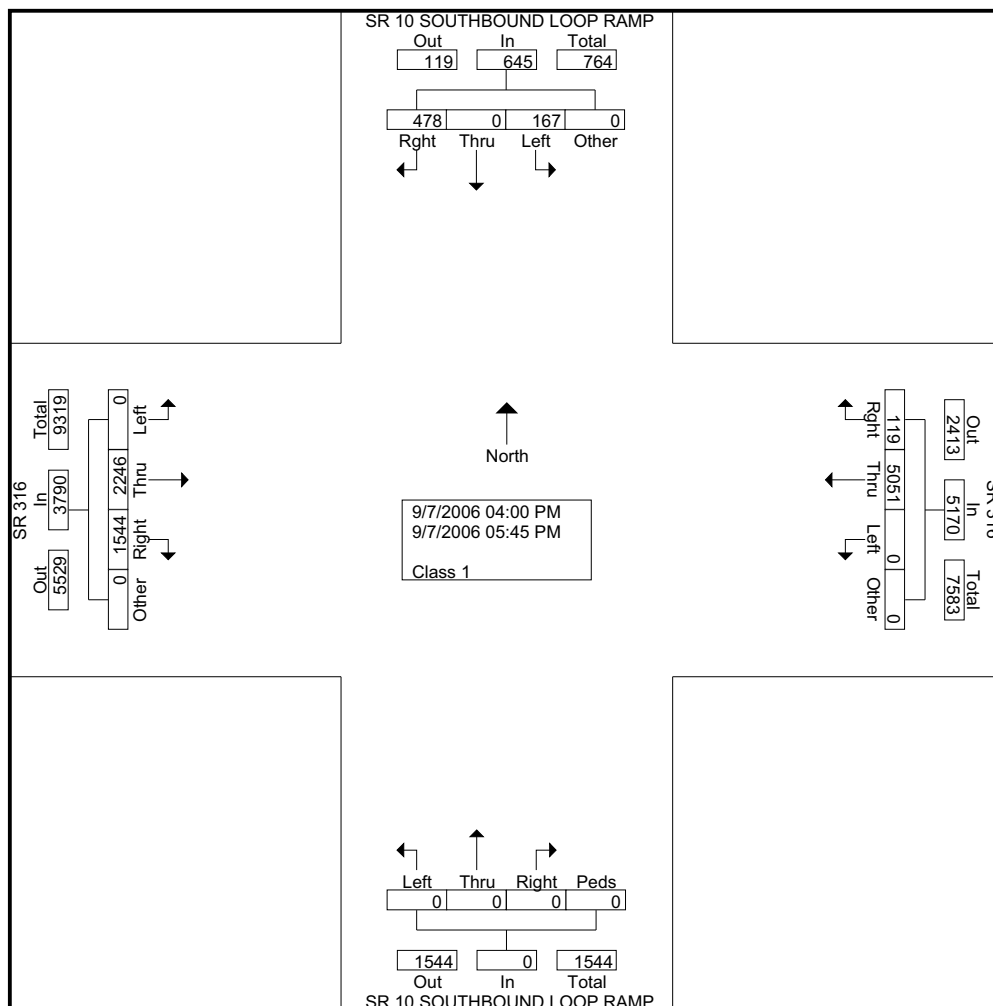 SR 10 SOUTHBOUND LOOP RAMP
Out In Total
119 645 764
478 0 167 0
Rght Thru Left Other
SR 316
Total In Out
9319 3790 5529
0 2246 1544 0
Left Thru Right Other
North
9/7/2006 04:00 PM
9/7/2006 05:45 PM
Class 1
Rght Thru Left Other
119 5051 0 0
Out In Total
2413 5170 7583
SR 316
Left Thru Right Peds
0 0 0 0
1544 0 1544
Out In Total
SR 10 SOUTHBOUND LOOP RAMP